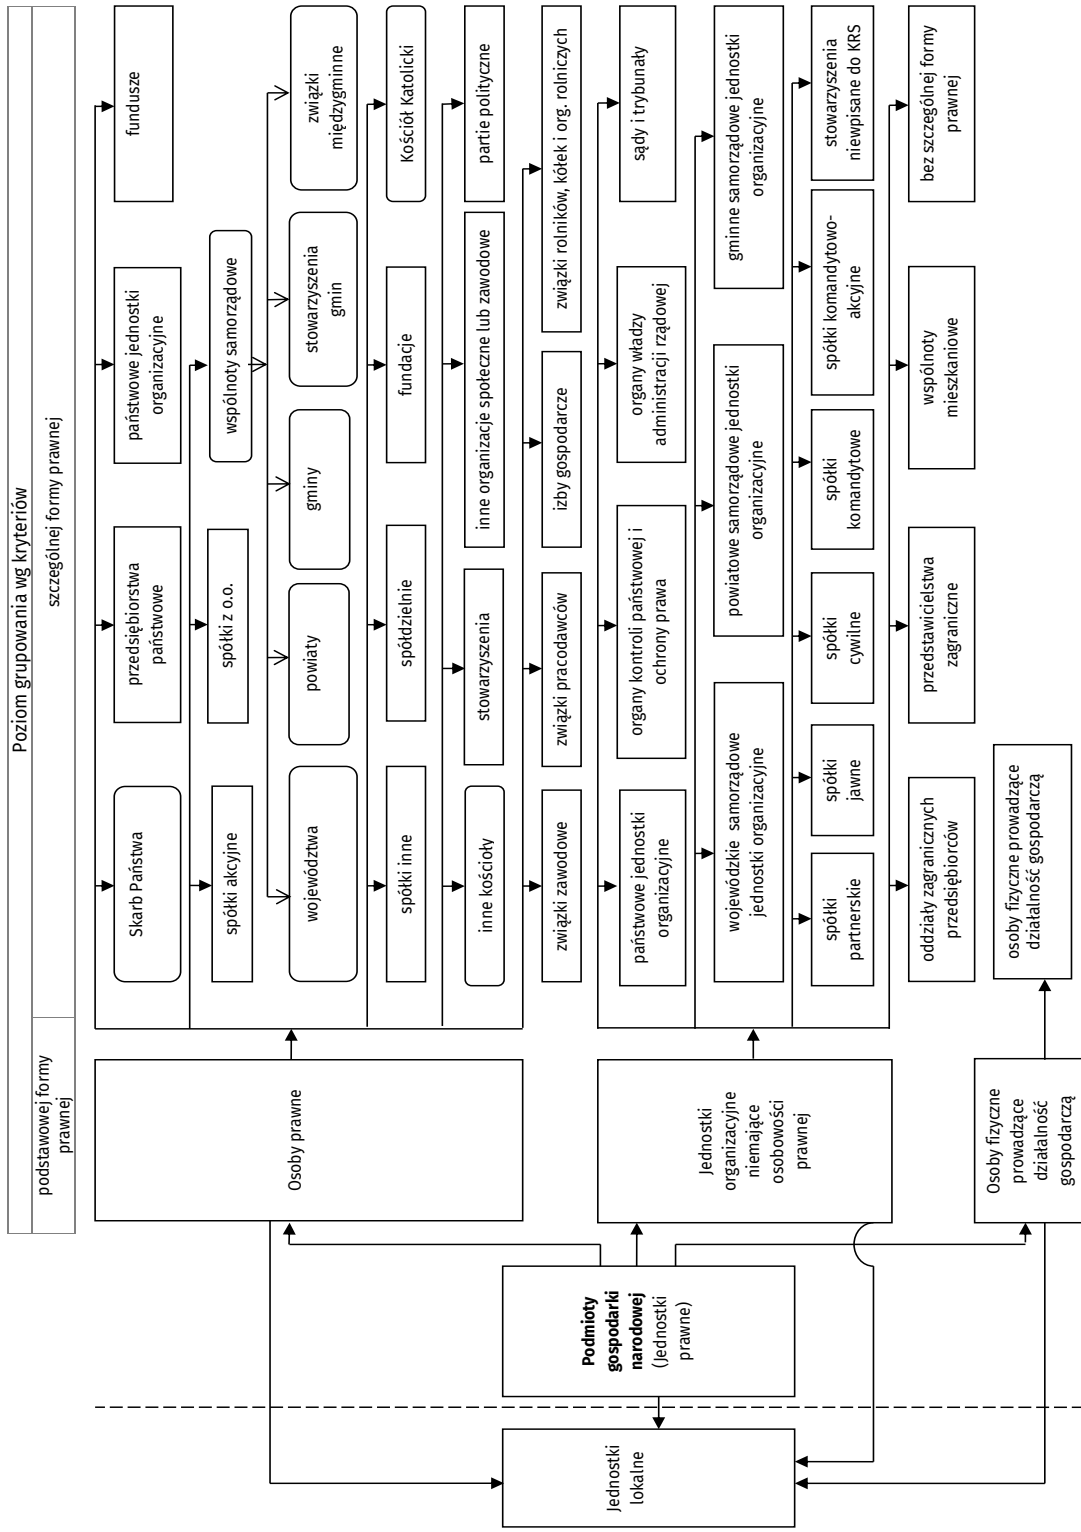 Poziom grupowania wg kryteriów
podstawowej formy
prawnej
szczególnej formy prawnej
Jednostki
lokalne
Podmioty
gospodarki
narodowej
(Jednostki
prawne)
Osoby prawne
Skarb Państwa
przedsiębiorstwa
państwowe
państwowe jednostki
organizacyjne
fundusze
spółki akcyjne
spółki z o.o.
wspólnoty samorządowe
województwa
powiaty
gminy
stowarzyszenia
gmin
związki
międzygminne
spółki inne
spółdzielnie
fundacje
Kościół Katolicki
inne kościoły
stowarzyszenia
inne organizacje społeczne lub zawodowe
partie polityczne
związki zawodowe
związki pracodawców
izby gospodarcze
związki rolników, kółek i org. rolniczych
Jednostki
organizacyjne
niemające
osobowości
prawnej
państwowe jednostki
organizacyjne
organy kontroli państwowej i
ochrony prawa
organy władzy
administracji rządowej
sądy i trybunały
wojewódzkie samorządowe
jednostki organizacyjne
powiatowe samorządowe jednostki
organizacyjne
gminne samorządowe jednostki
organizacyjne
spółki
partnerskie
spółki
jawne
spółki
cywilne
spółki
komandytowe
spółki komandytowo-
akcyjne
stowarzyszenia
niewpisane do KRS
oddziały zagranicznych
przedsiębiorców
przedstawicielstwa
zagraniczne
wspólnoty
mieszkaniowe
bez szczególnej formy
prawnej
Osoby fizyczne
prowadzące
działalność
gospodarczą
osoby fizyczne prowadzące
działalność gospodarczą